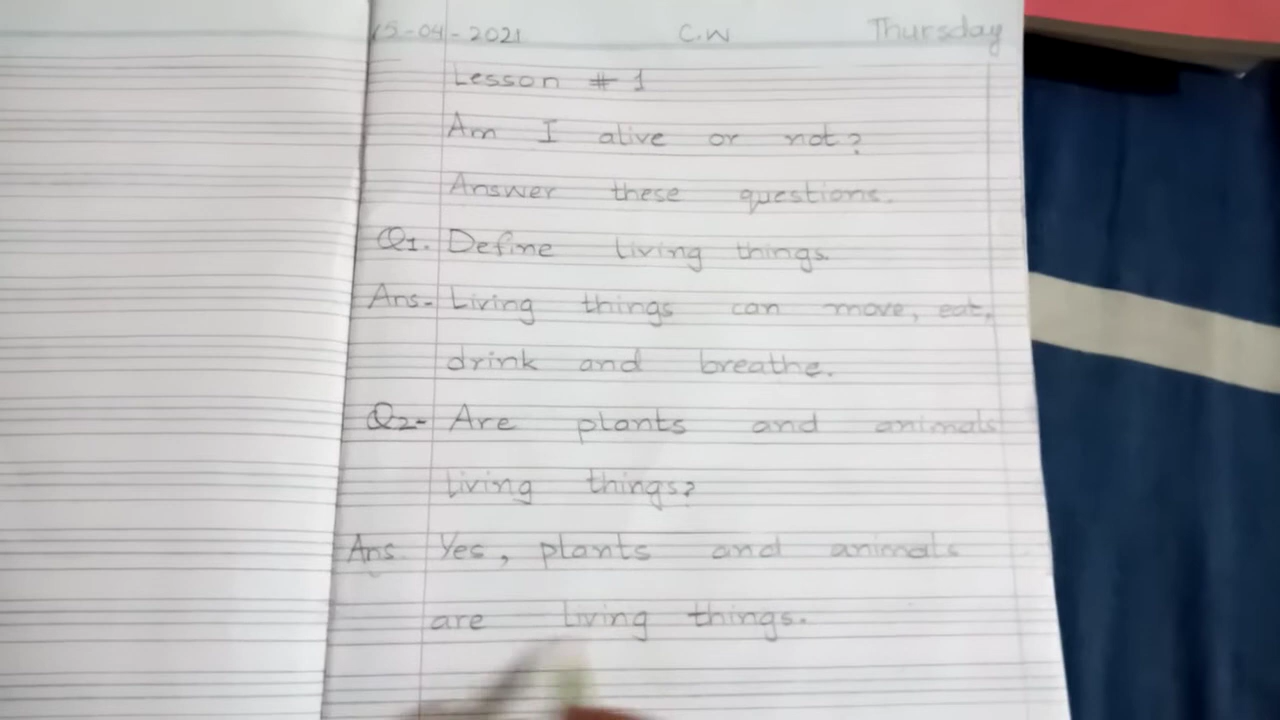 15-04-2021 C.W Thursday
Lesson # 1
Am I alive or not?
Answer these questions.
Q1. Define living things.
Ans- Living things can move, eat,
drink and breathe.
Q2- Are plants and animals
living things?
Ans. Yes, plants and animals
are living things.